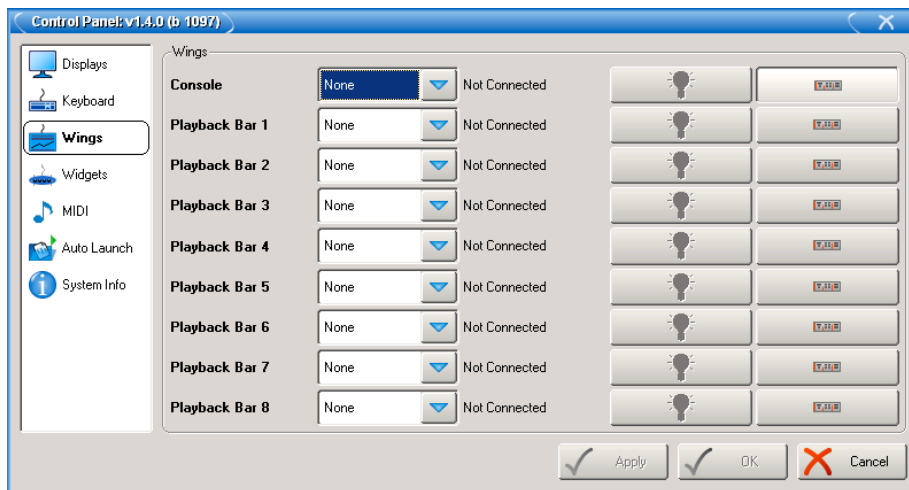 Control Panel: v1.4.0 (b 1097)
Displays
Keyboard
Wings
Widgets
MIDI
Auto Launch
System Info
Wings
Console None Not Connected
Playback Bar 1 None Not Connected
Playback Bar 2 None Not Connected
Playback Bar 3 None Not Connected
Playback Bar 4 None Not Connected
Playback Bar 5 None Not Connected
Playback Bar 6 None Not Connected
Playback Bar 7 None Not Connected
Playback Bar 8 None Not Connected
Apply OK Cancel